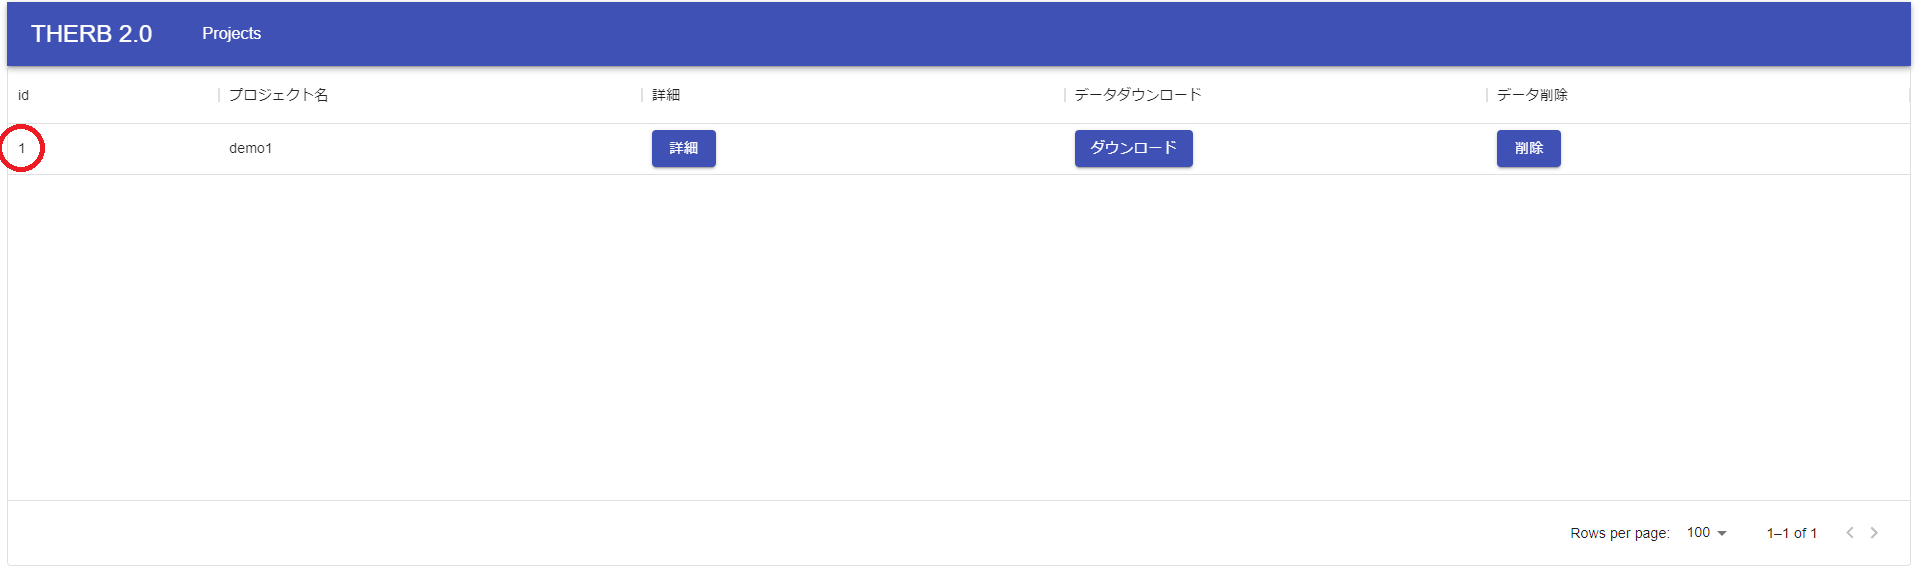 THERB 2.0 Projects
id プロジェクト名 詳細 データダウンロード データ削除
1 demo1 詳細 ダウンロード 削除
Rows per page: 100 1–1 of 1